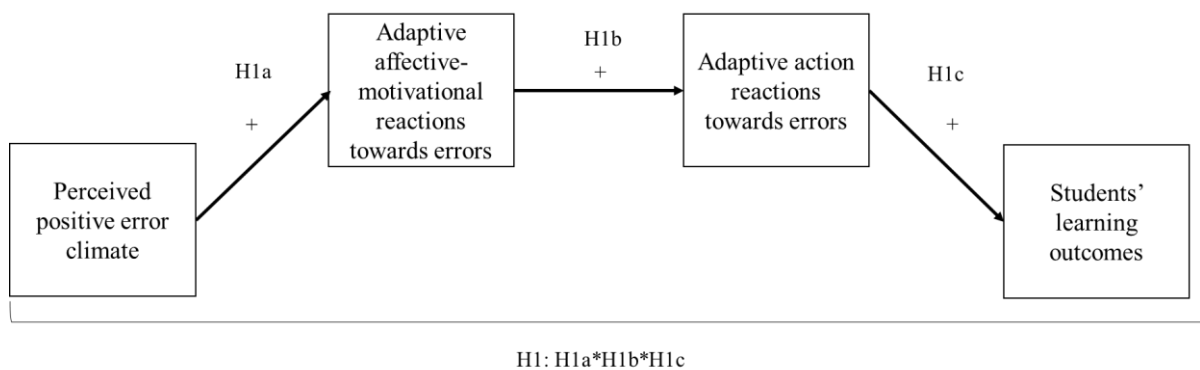 H1a
+
Adaptive
affective-
motivational
reactions
towards errors
H1b
+
Adaptive action
reactions
towards errors
H1c
+
Perceived
positive error
climate
Students’
learning
outcomes
H1: H1a*H1b*H1c